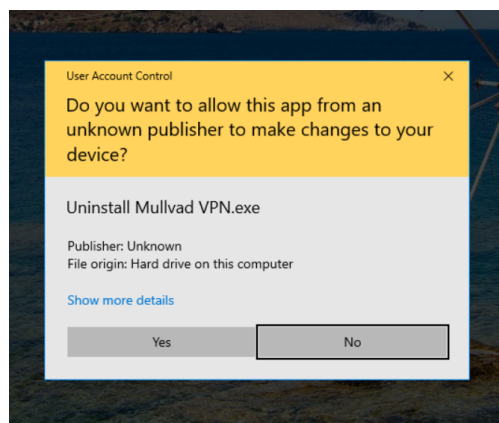 User Account Control
Do you want to allow this app from an
unknown publisher to make changes to your
device?
Uninstall Mullvad VPN.exe
Publisher: Unknown
File origin: Hard drive on this computer
Show more details
Yes
No